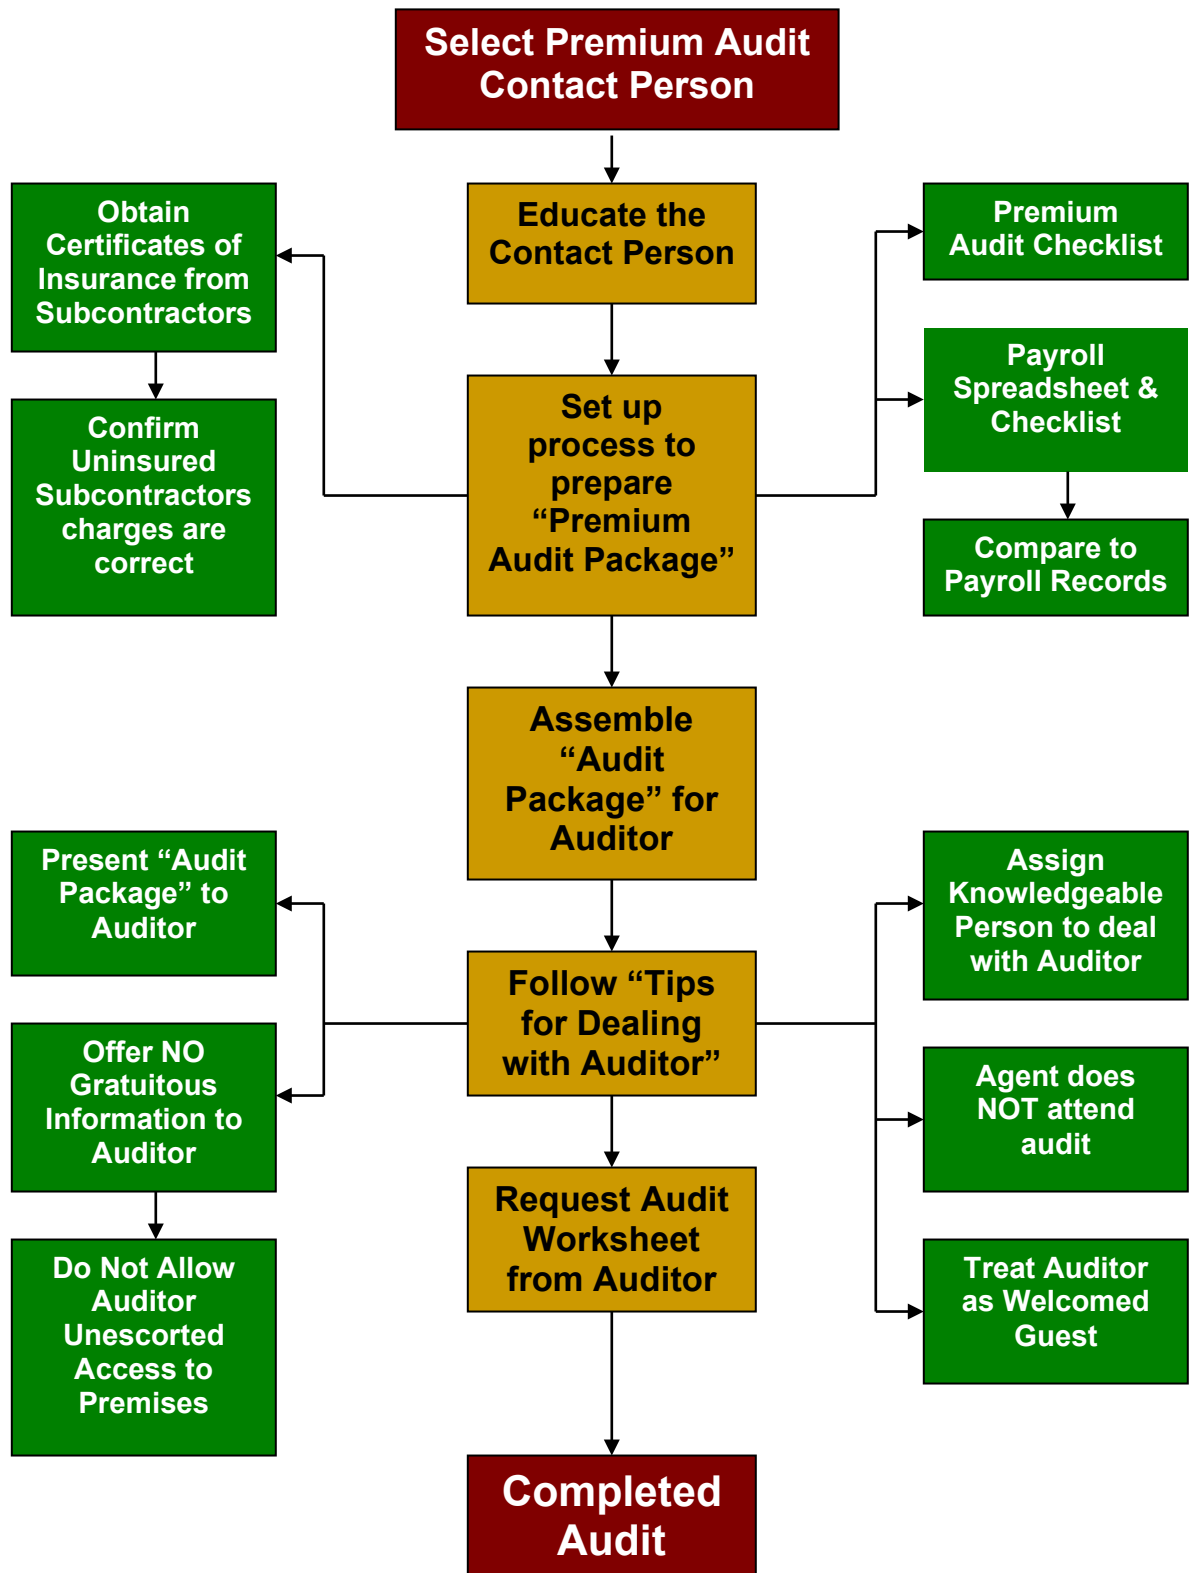 Select Premium Audit
Contact Person
Educate the
Contact Person
Obtain
Certificates of
Insurance from
Subcontractors
Premium
Audit Checklist
Confirm
Uninsured
Subcontractors
charges are
correct
Set up
process to
prepare
“Premium
Audit Package”
Payroll
Spreadsheet &
Checklist
Compare to
Payroll Records
Assemble
“Audit
Package” for
Auditor
Present “Audit
Package” to
Auditor
Assign
Knowledgeable
Person to deal
with Auditor
Follow “Tips
for Dealing
with Auditor”
Offer NO
Gratuitous
Information to
Auditor
Agent does
NOT attend
audit
Request Audit
Worksheet
from Auditor
Do Not Allow
Auditor
Unescorted
Access to
Premises
Treat Auditor
as Welcomed
Guest
Completed
Audit